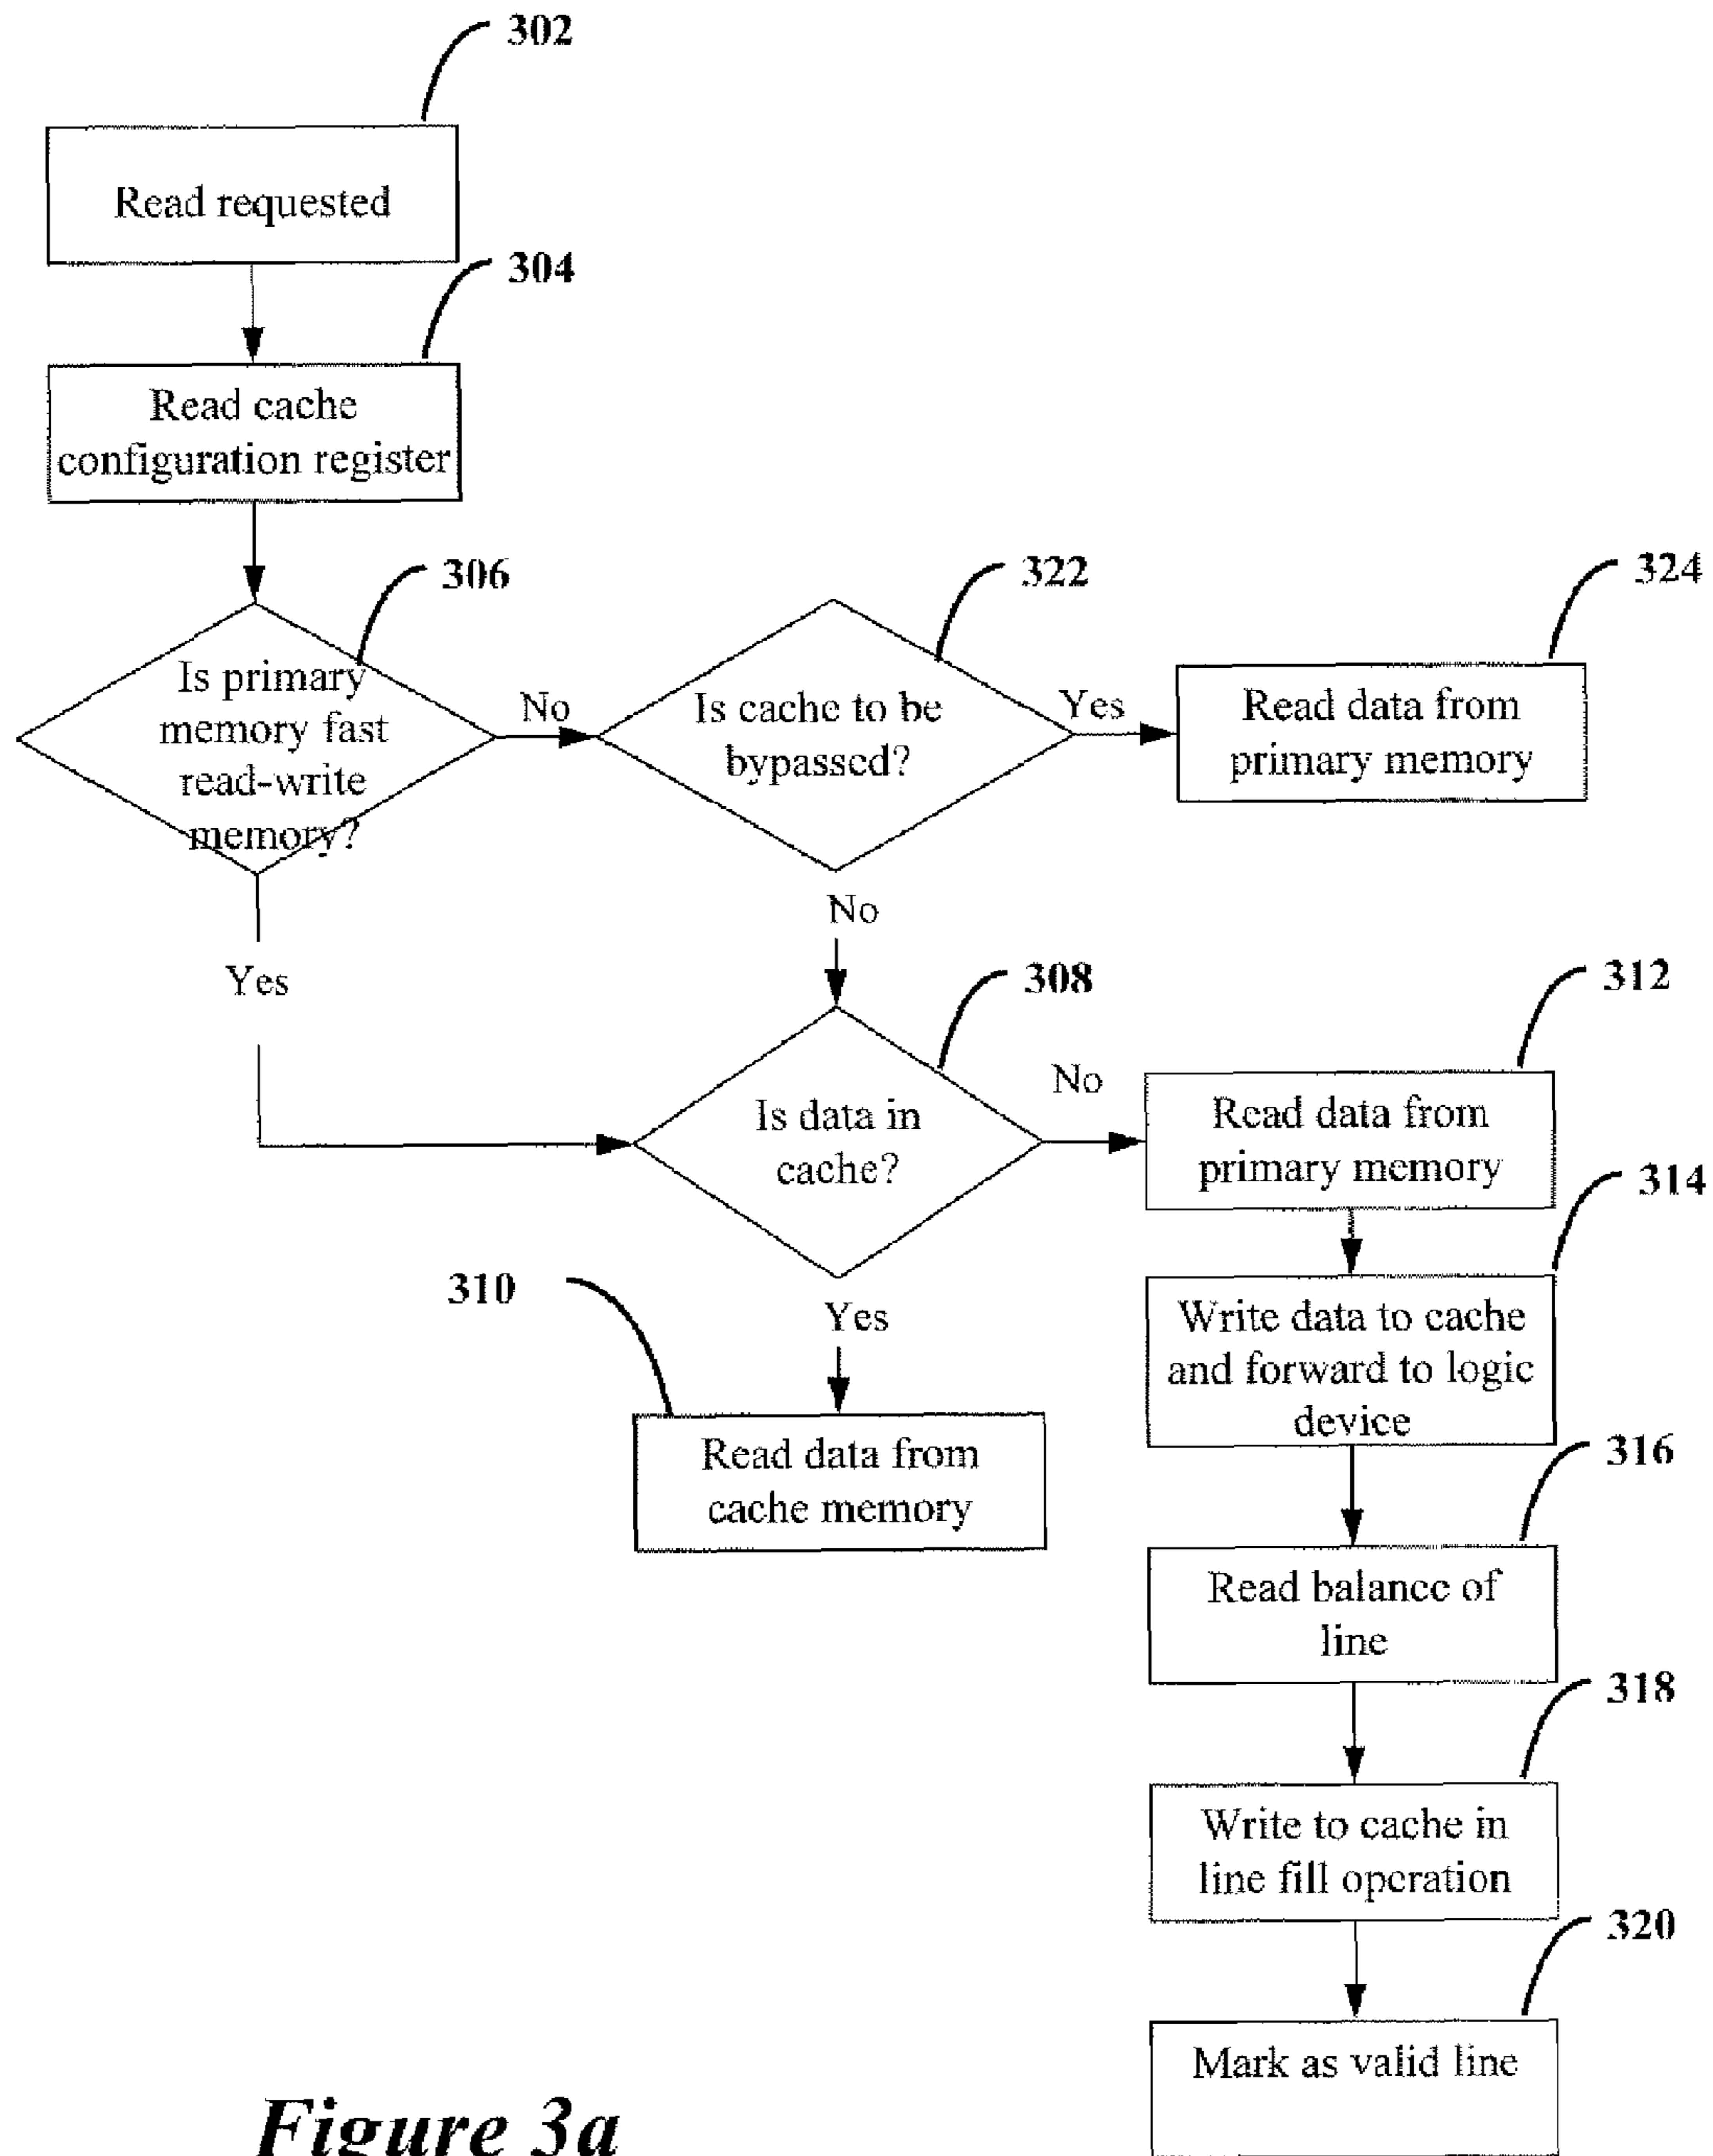 302
Read requested
304
Read cache
configuration register
306
Is primary
memory fast
read-write
memory?
No
322
Is cache to be
bypassed?
Yes
324
Read data from
primary memory
Yes
No
308
Is data in
cache?
No
312
Read data from
primary memory
314
Write data to cache
and forward to logic
device
310
Yes
Read data from
cache memory
316
Read balance of
line
318
Write to cache in
line fill operation
320
Mark as valid line
Figure 3a